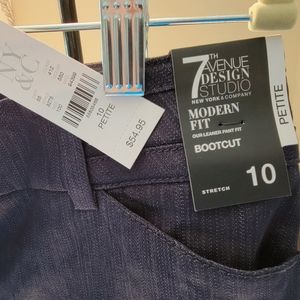 NY
&C
10
PETITE
$54.95
7TH
AVENUE
DESIGN
STUDIO
NEW YORK & COMPANY
MODERN
FIT
OUR LEANER PANT FIT
BOOTCUT
STRETCH
10
PETITE